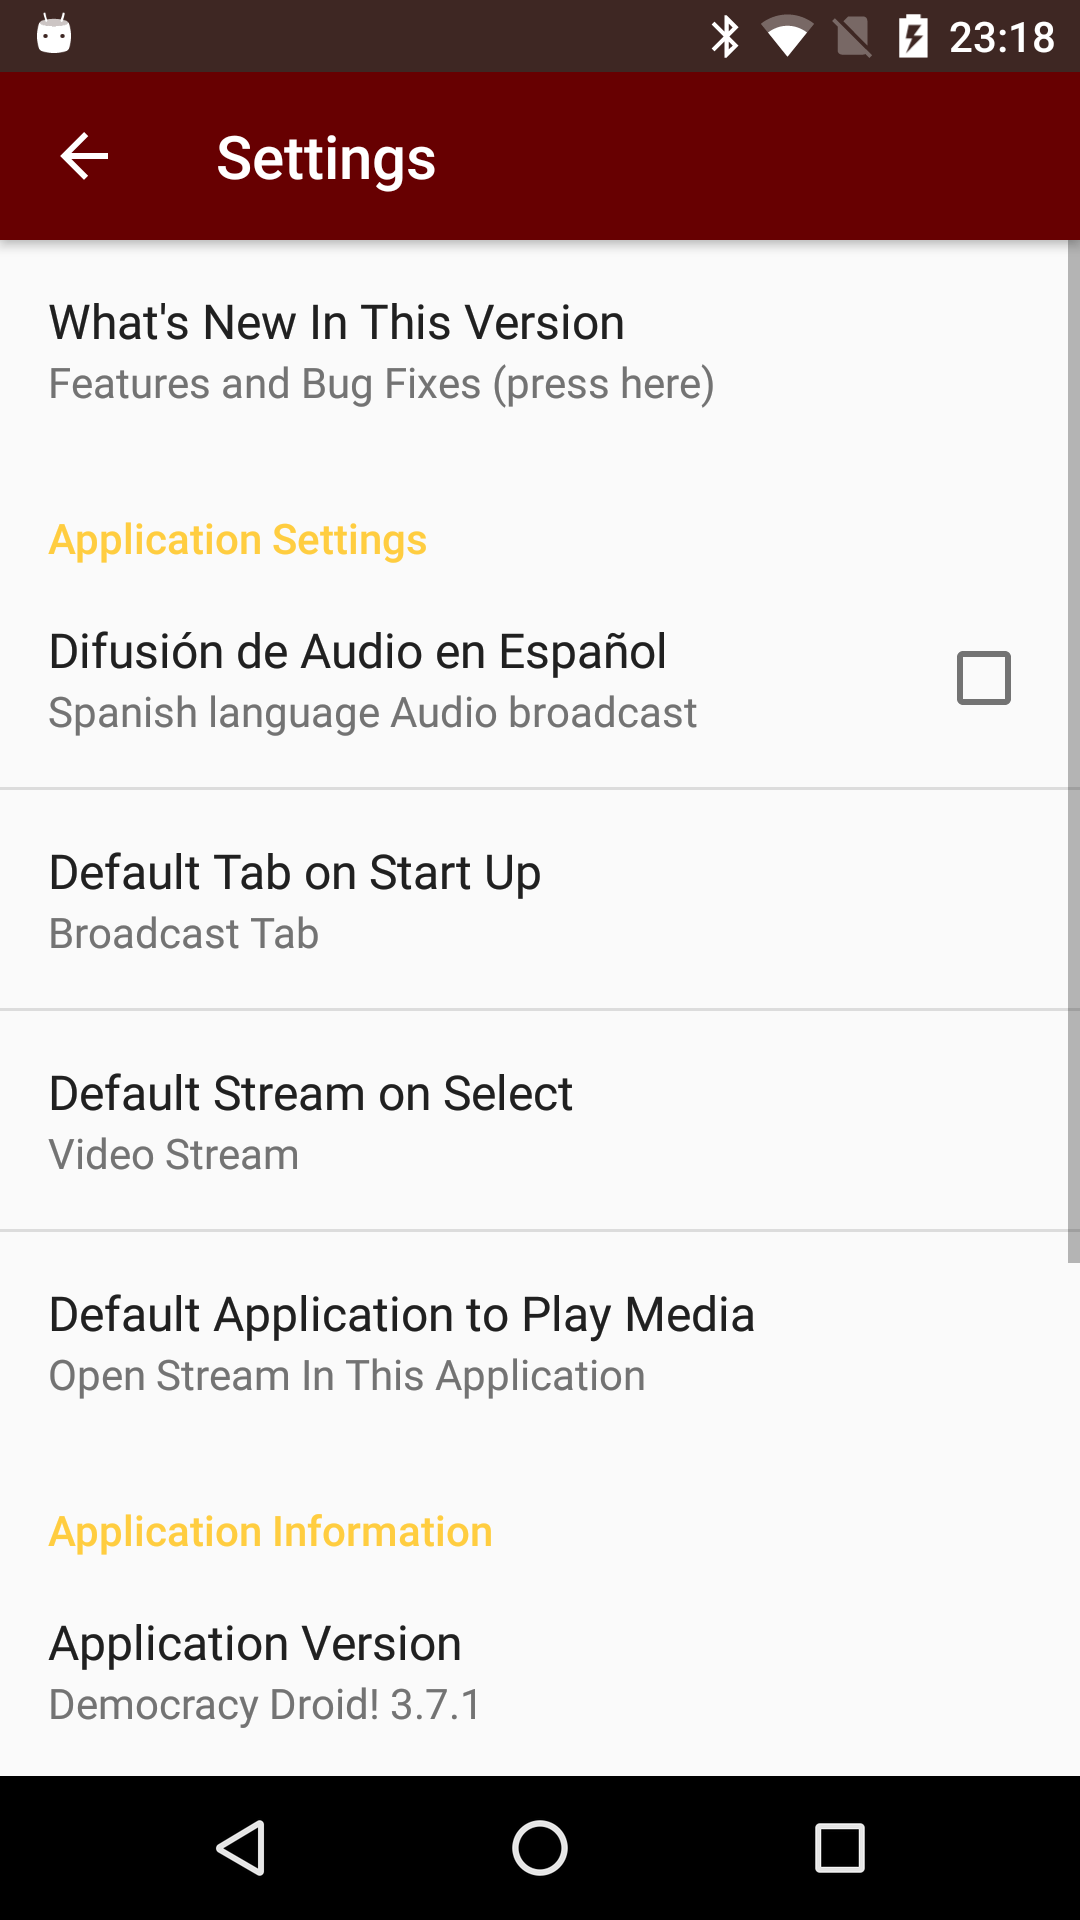 23:18
Settings
What's New In This Version
Features and Bug Fixes (press here)
Application Settings
Difusión de Audio en Español
Spanish language Audio broadcast
Default Tab on Start Up
Broadcast Tab
Default Stream on Select
Video Stream
Default Application to Play Media
Open Stream In This Application
Application Information
Application Version
Democracy Droid! 3.7.1